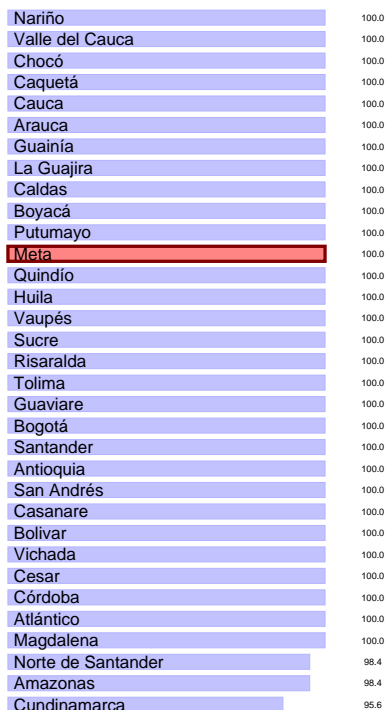 Nariño 100.0
Valle del Cauca 100.0
Chocó 100.0
Caquetá 100.0
Cauca 100.0
Arauca 100.0
Guainía 100.0
La Guajira 100.0
Caldas 100.0
Boyacá 100.0
Putumayo 100.0
Meta 100.0
Quindío 100.0
Huila 100.0
Vaupés 100.0
Sucre 100.0
Risaralda 100.0
Tolima 100.0
Guaviare 100.0
Bogotá 100.0
Santander 100.0
Antioquia 100.0
San Andrés 100.0
Casanare 100.0
Bolivar 100.0
Vichada 100.0
Cesar 100.0
Córdoba 100.0
Atlántico 100.0
Magdalena 100.0
Norte de Santander 98.4
Amazonas 98.4
Cundinamarca 95.6